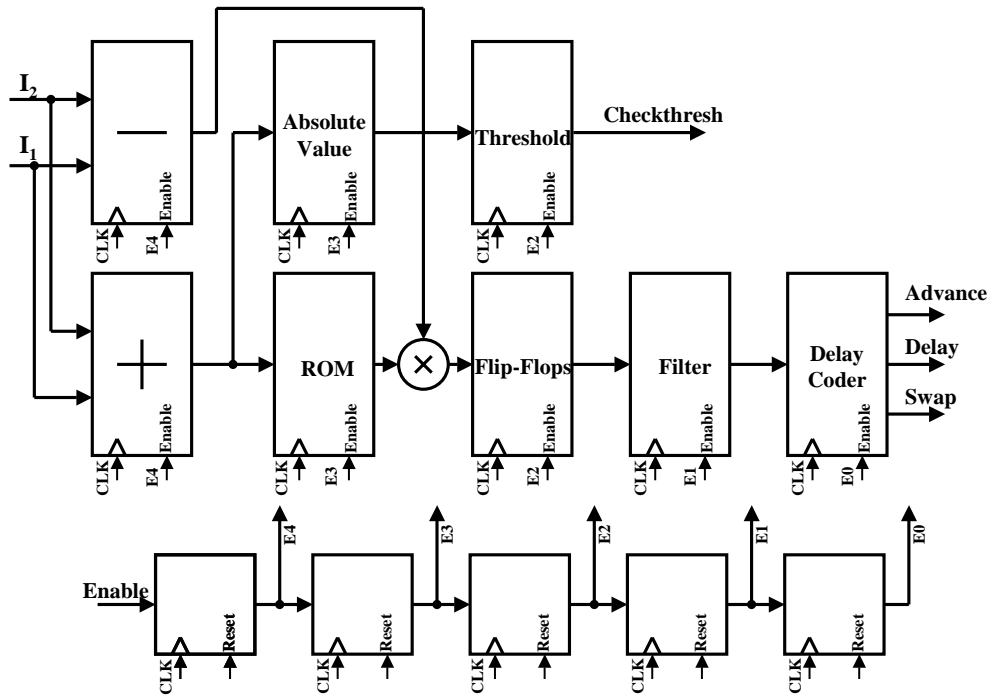 I2
I1
CLK
E4
Enable
Absolute
Value
CLK
E3
Enable
Threshold
CLK
E2
Enable
Checkthresh
CLK
E4
Enable
ROM
CLK
E3
Enable
×
Flip-Flops
CLK
E2
Enable
Filter
CLK
E1
Enable
Delay
Coder
CLK
E0
Enable
Advance
Delay
Swap
Enable
CLK
Reset
E4
CLK
Reset
E3
CLK
Reset
E2
CLK
Reset
E1
CLK
Reset
E0